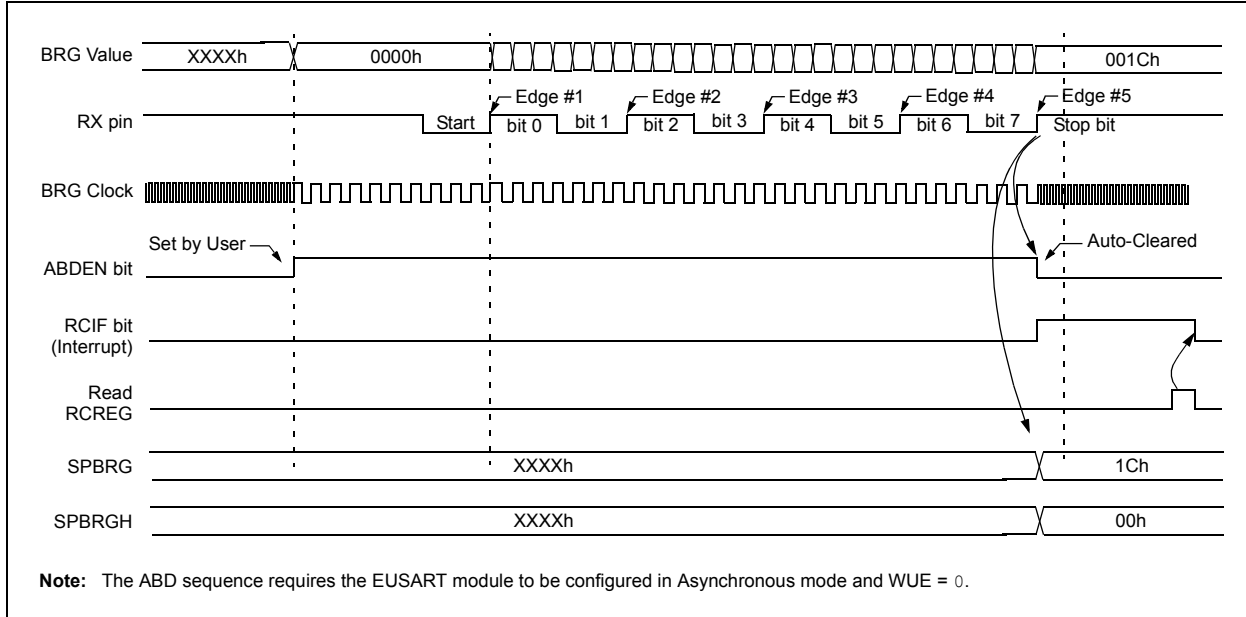 BRG Value XXXXh 0000h 001Ch
Edge #1 Edge #2 Edge #3 Edge #4 Edge #5
RX pin Start bit 0 bit 1 bit 2 bit 3 bit 4 bit 5 bit 6 bit 7 Stop bit
BRG Clock
Set by User Auto-Cleared
ABDEN bit
RCIF bit
(Interrupt)
Read
RCREG
SPBRG XXXXh 1Ch
SPBRGH XXXXh 00h
Note: The ABD sequence requires the EUSART module to be configured in Asynchronous mode and WUE = 0.